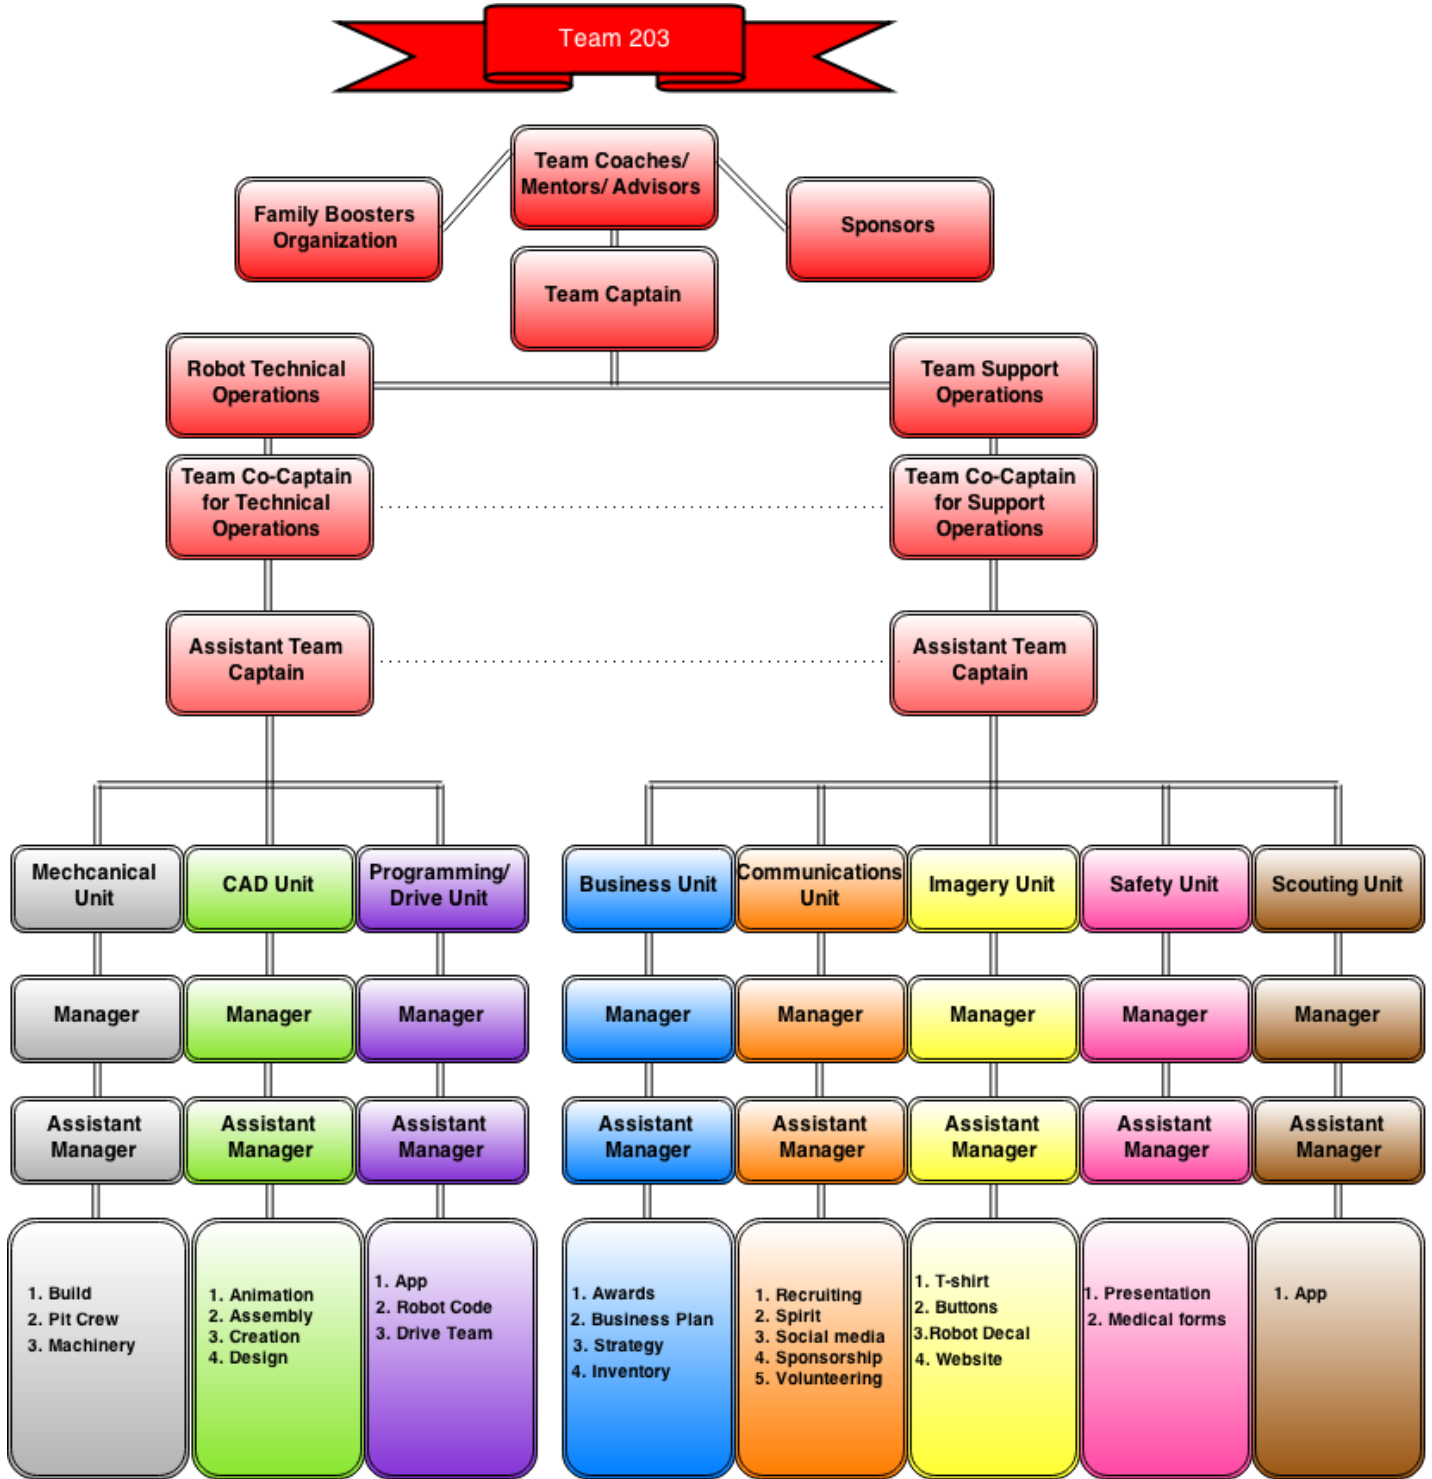 Team 203
Team Coaches/
Mentors/ Advisors
Family Boosters
Organization
Sponsors
Team Captain
Robot Technical
Operations
Team Support
Operations
Team Co-Captain
for Technical
Operations
Team Co-Captain
for Support
Operations
Assistant Team
Captain
Assistant Team
Captain
Mechcanical
Unit
CAD Unit
Programming/
Drive Unit
Business Unit
Communications
Unit
Imagery Unit
Safety Unit
Scouting Unit
Manager
Manager
Manager
Manager
Manager
Manager
Manager
Manager
Assistant
Manager
Assistant
Manager
Assistant
Manager
Assistant
Manager
Assistant
Manager
Assistant
Manager
Assistant
Manager
Assistant
Manager
1. Build
2. Pit Crew
3. Machinery
1. Animation
2. Assembly
3. Creation
4. Design
1. App
2. Robot Code
3. Drive Team
1. Awards
2. Business Plan
3. Strategy
4. Inventory
1. Recruiting
2. Spirit
3. Social media
4. Sponsorship
5. Volunteering
1. T-shirt
2. Buttons
3.Robot Decal
4. Website
1. Presentation
2. Medical forms
1. App